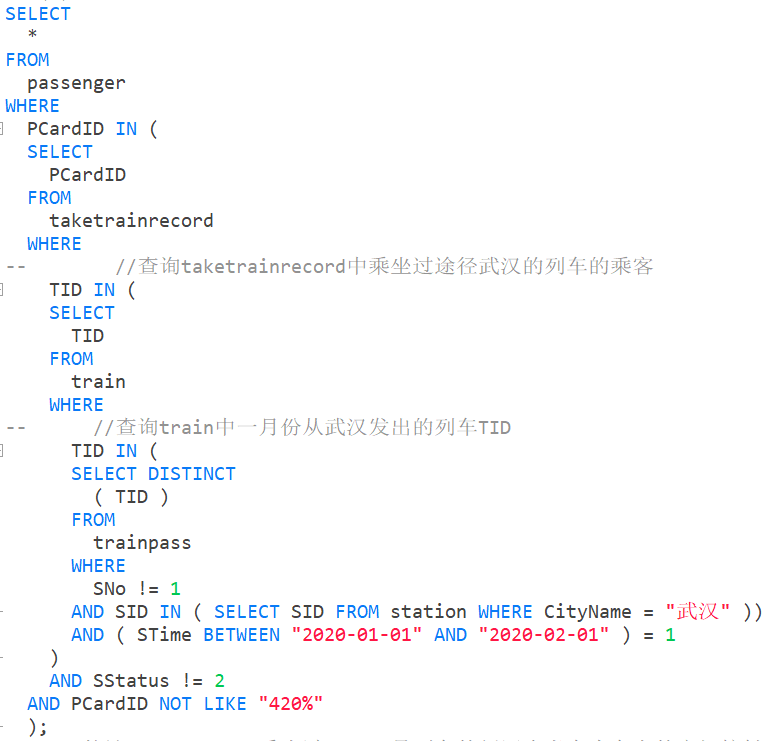 SELECT
*
FROM
passenger
WHERE
PCardID IN (
SELECT
PCardID
FROM
taketrainrecord
WHERE
-- //查询taketrainrecord中乘坐过途径武汉的列车的乘客
TID IN (
SELECT
TID
FROM
train
WHERE
-- //查询train中一月份从武汉发出的列车TID
TID IN (
SELECT DISTINCT
( TID )
FROM
trainpass
WHERE
SNo != 1
AND SID IN ( SELECT SID FROM station WHERE CityName = "武汉" ))
AND ( STime BETWEEN "2020-01-01" AND "2020-02-01" ) = 1
)
AND SStatus != 2
AND PCardID NOT LIKE "420%"
);